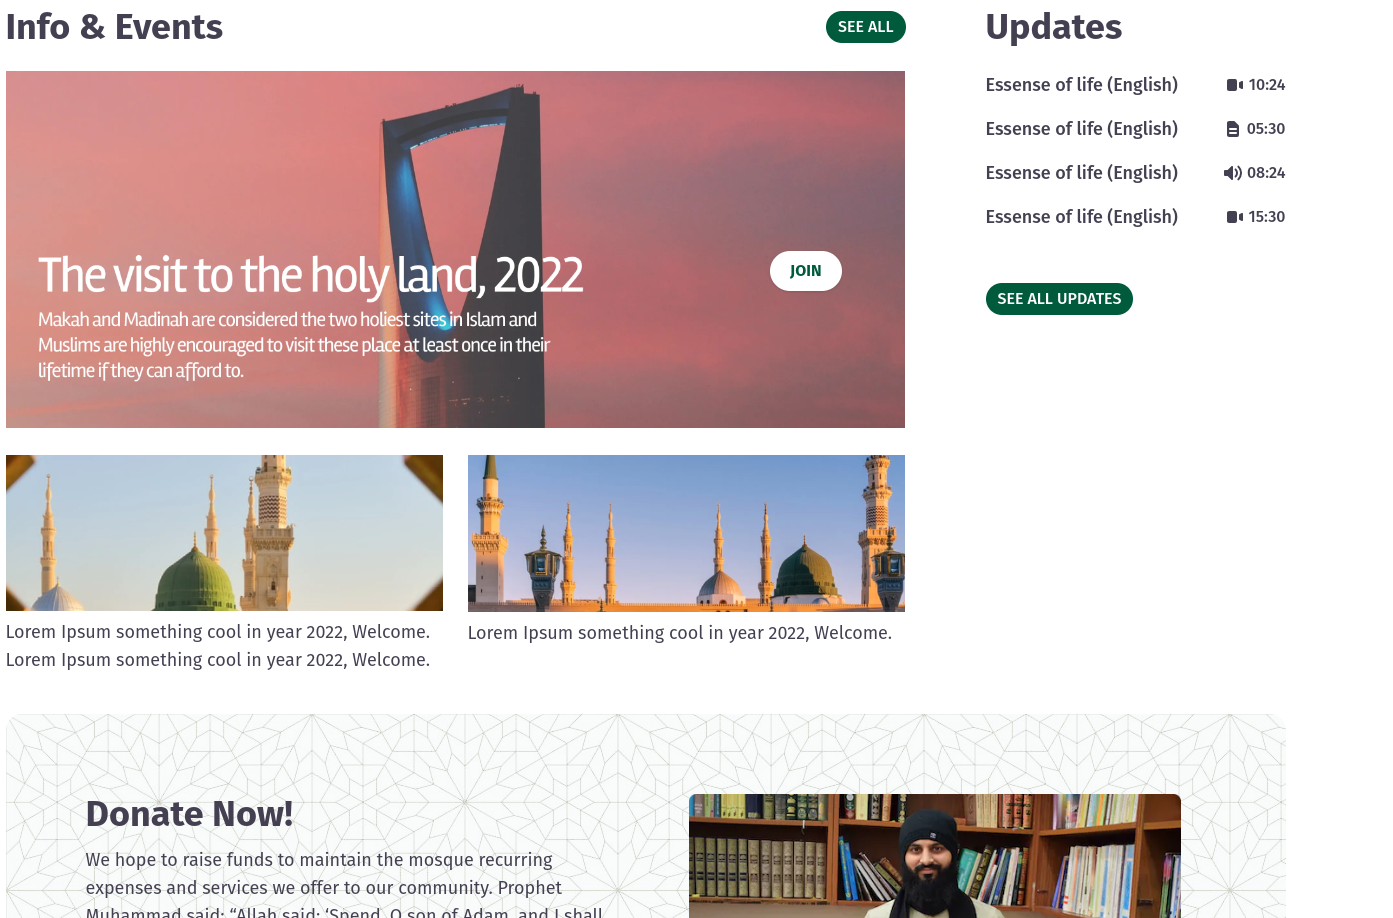 Info & Events
SEE ALL
The visit to the holy land, 2022
Makah and Madinah are considered the two holiest sites in Islam and
Muslims are highly encouraged to visit these place at least once in their
lifetime if they can afford to.
JOIN
Lorem Ipsum something cool in year 2022, Welcome.
Lorem Ipsum something cool in year 2022, Welcome.
Lorem Ipsum something cool in year 2022, Welcome.
Updates
Essense of life (English) 10:24
Essense of life (English) 05:30
Essense of life (English) 08:24
Essense of life (English) 15:30
SEE ALL UPDATES
Donate Now!
We hope to raise funds to maintain the mosque recurring
expenses and services we offer to our community. Prophet
Muhammad said: “Allah said: ‘Spend, O son of Adam, and I shall